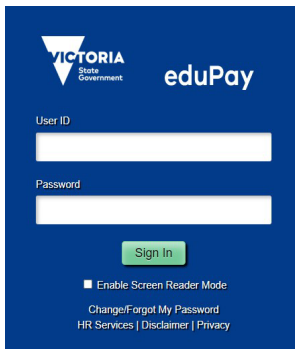 VICTORIA
State
Government
eduPay
User ID
Password
Sign In
Enable Screen Reader Mode
Change/Forgot My Password
HR Services | Disclaimer | Privacy